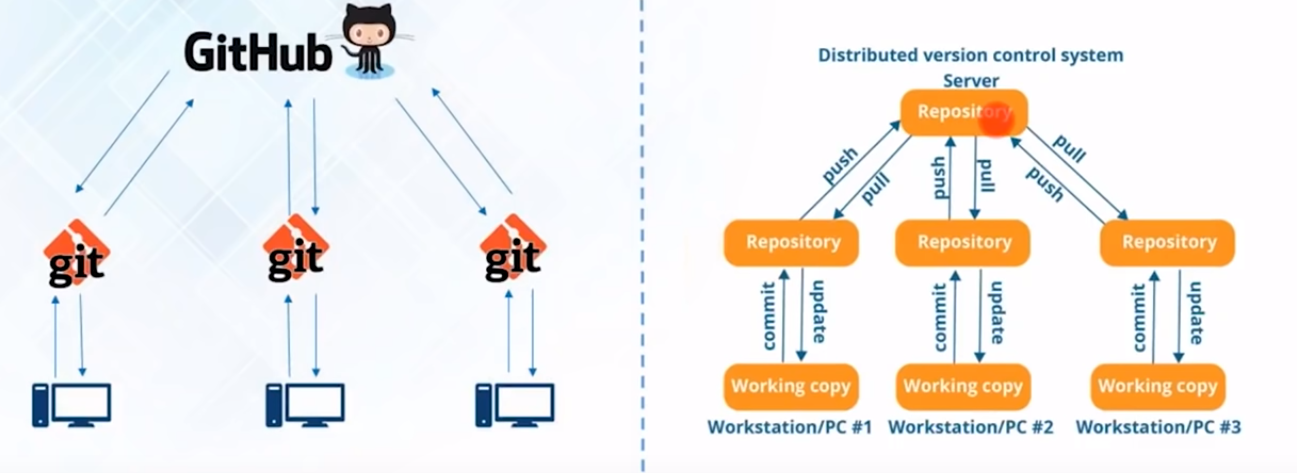 GitHub
git
git
git
Distributed version control system
Server
Repository
push
pull
push
pull
push
pull
Repository
Repository
Repository
commit
update
commit
update
commit
update
Working copy
Working copy
Working copy
Workstation/PC #1
Workstation/PC #2
Workstation/PC #3